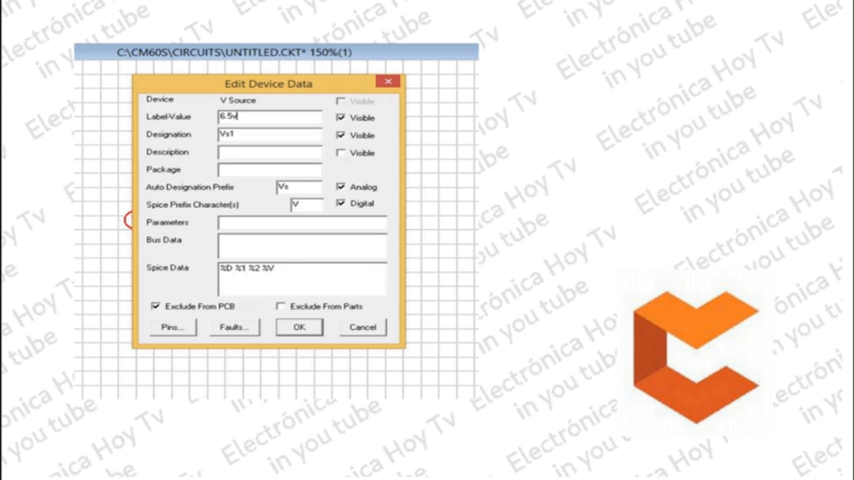 C:\CM60S\CIRCUITS\UNTITLED.CKT* 150%(1)
Edit Device Data
Device V Source Visible
Label-Value 6.5v Visible
Designation Vs1 Visible
Description Visible
Package
Auto Designation Prefix Vs Analog
Spice Prefix Character(s) V Digital
Parameters
Bus Data
Spice Data %D %1 %2 %V
Exclude From PCB Exclude From Parts
Pins... Faults... OK Cancel
Electrónica Hoy Tv
in you tube